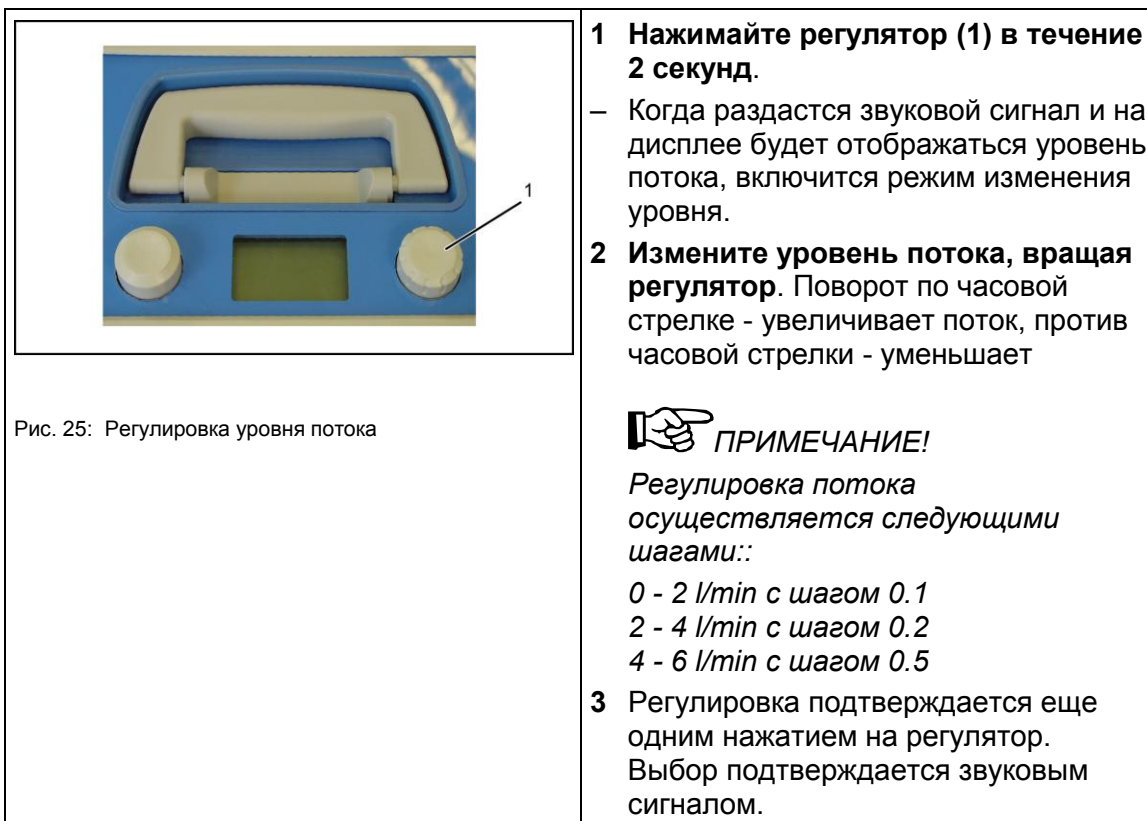 1
Рис. 25: Регулировка уровня потока
1 Нажимайте регулятор (1) в течение
2 секунд.
– Когда раздастся звуковой сигнал и на
дисплее будет отображаться уровень
потока, включится режим изменения
уровня.
2 Измените уровень потока, вращая
регулятор. Поворот по часовой
стрелке - увеличивает поток, против
часовой стрелки - уменьшает
ПРИМЕЧАНИЕ!
Регулировка потока
осуществляется следующими
шагами::
0 - 2 l/min с шагом 0.1
2 - 4 l/min с шагом 0.2
4 - 6 l/min с шагом 0.5
3 Регулировка подтверждается еще
одним нажатием на регулятор.
Выбор подтверждается звуковым
сигналом.